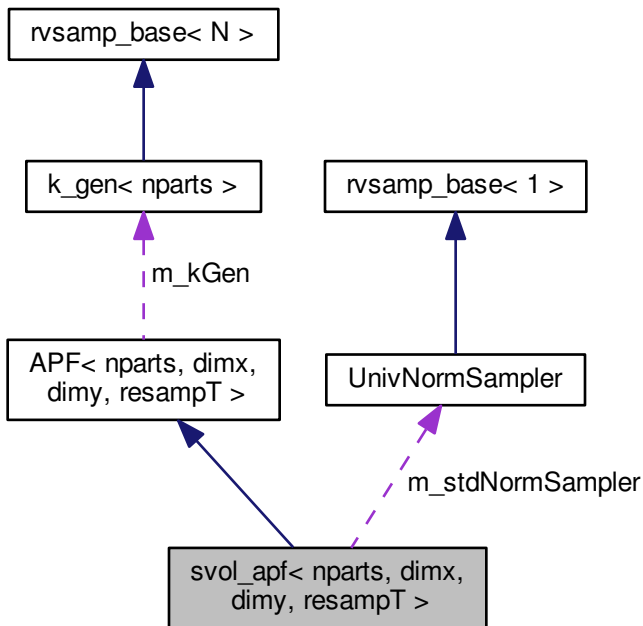 rvsamp_base< N >
k_gen< nparts >
rvsamp_base< 1 >
m_kGen
APF< nparts, dimx,
dimy, resampT >
UnivNormSampler
m_stdNormSampler
svol_apf< nparts, dimx,
dimy, resampT >